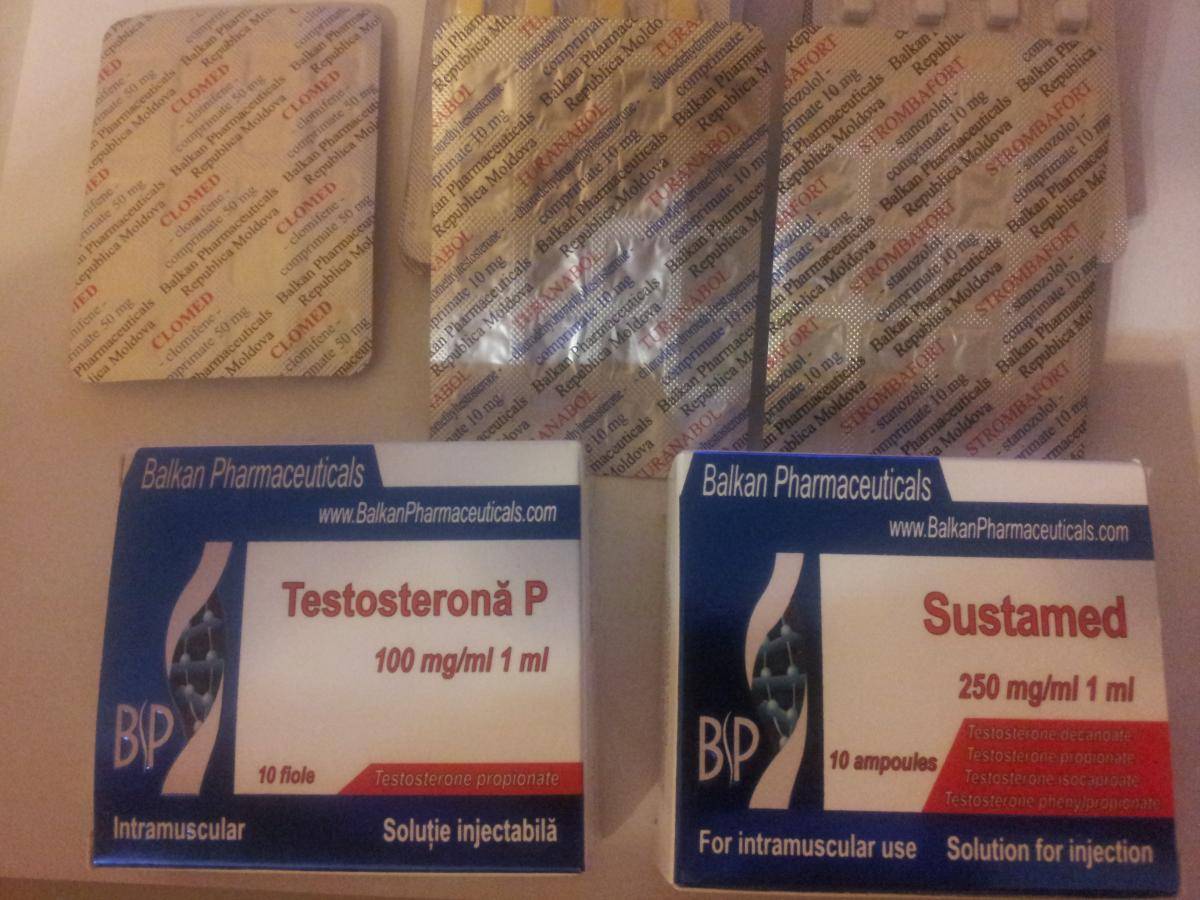 CLOMED
- clomifene -
comprimate 50 mg
Balkan Pharmaceuticals
Republica Moldova
TURANABOL
comprimate 10 mg
Balkan Pharmaceuticals
Republica Moldova
STROMBAFORT
- stanozolol -
comprimate 10 mg
Balkan Pharmaceuticals
Republica Moldova
Balkan Pharmaceuticals
www.BalkanPharmaceuticals.com
Testosteronă P
100 mg/ml 1 ml
BP
10 fiole
Testosterone propionate
Intramuscular
Soluție injectabilă
Balkan Pharmaceuticals
www.BalkanPharmaceuticals.com
Sustamed
250 mg/ml 1 ml
Testosterone decanoate
Testosterone propionate
Testosterone isocaproate
Testosterone phenylpropionate
BP
10 ampoules
For intramuscular use
Solution for injection